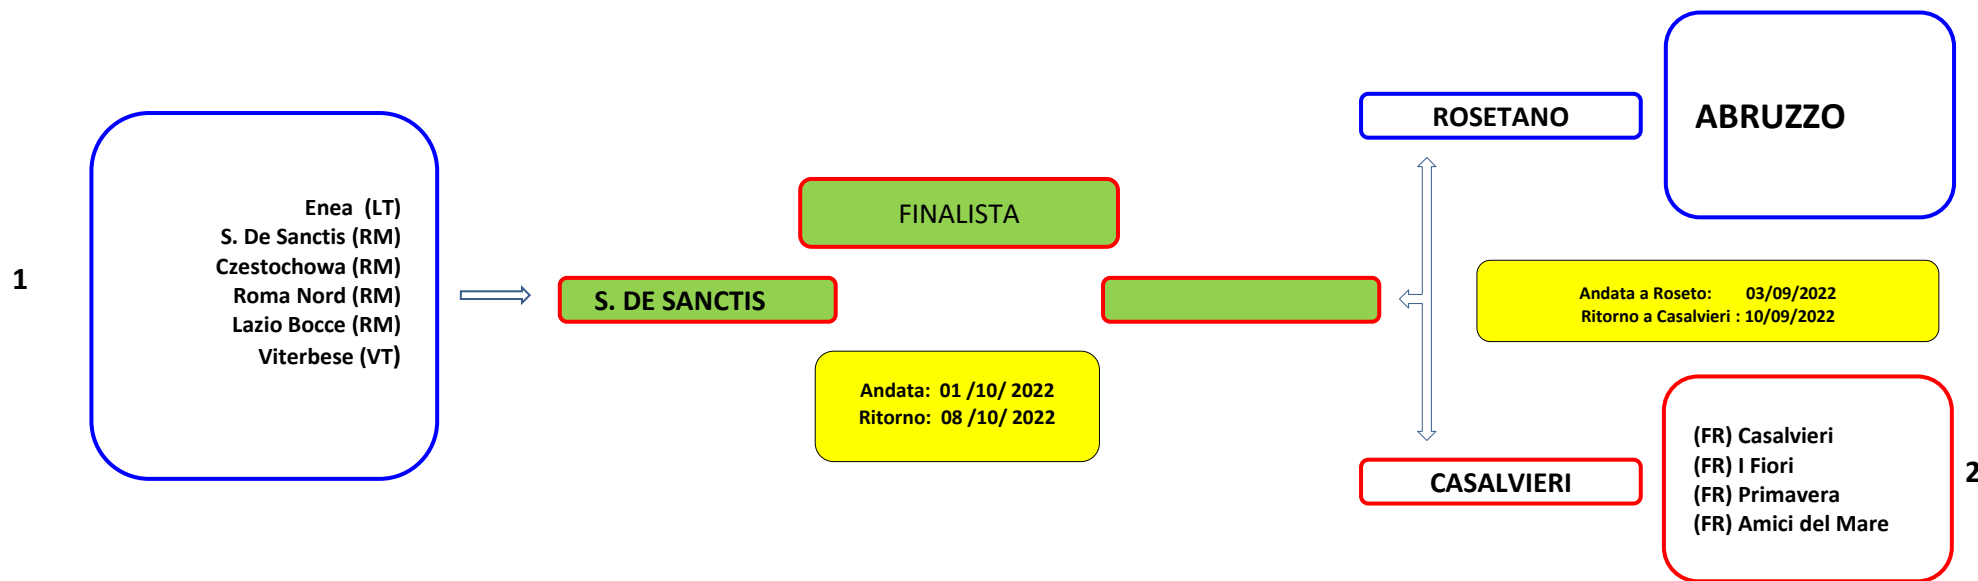 1
Enea (LT)
S. De Sanctis (RM)
Czestochowa (RM)
Roma Nord (RM)
Lazio Bocce (RM)
Viterbese (VT)
S. DE SANCTIS
FINALISTA
Andata: 01 /10/ 2022
Ritorno: 08 /10/ 2022
ROSETANO
ABRUZZO
Andata a Roseto: 03/09/2022
Ritorno a Casalvieri : 10/09/2022
CASALVIERI
(FR) Casalvieri
(FR) I Fiori
(FR) Primavera
(FR) Amici del Mare
2